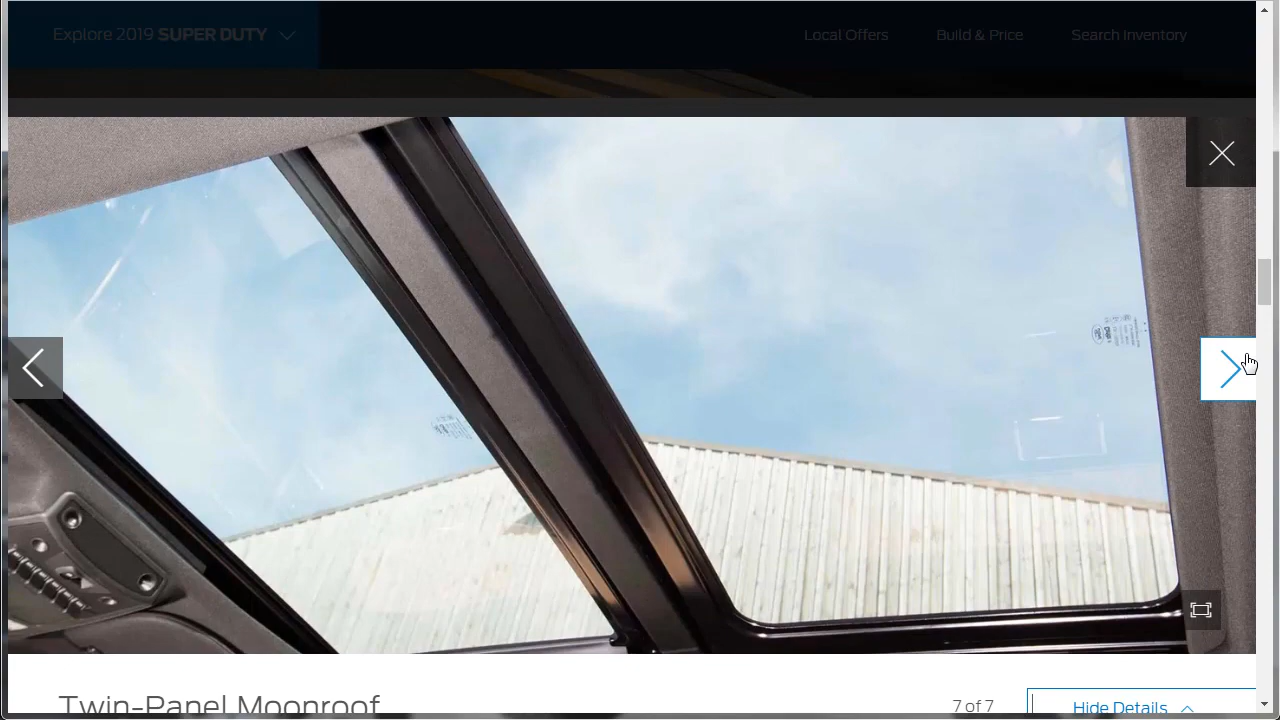 Explore 2019 SUPER DUTY
Local Offers
Build & Price
Search Inventory
Twin-Panel Moonroof
7 of 7
Hide Details